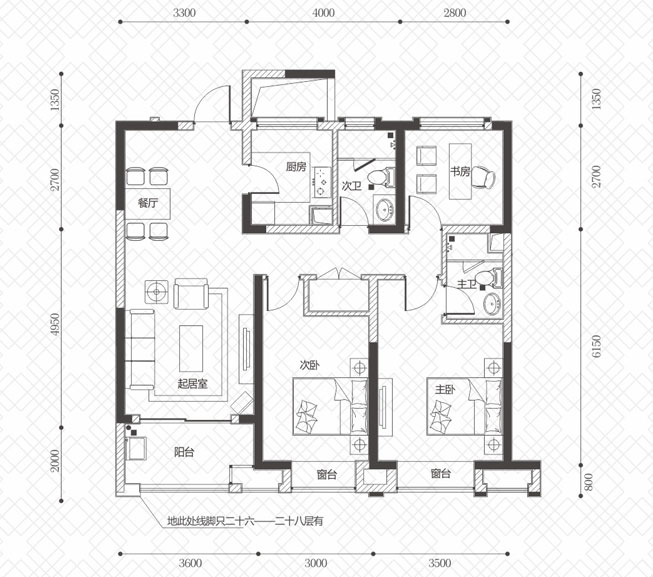 3300 4000 2800
1350 1350
2700 2700
厨房 书房
次卫
餐厅
主卫
4950 6150
次卧
起居室 主卧
阳台
2000
窗台 窗台
800
地此处线脚只二十六——二十八层有
3600 3000 3500